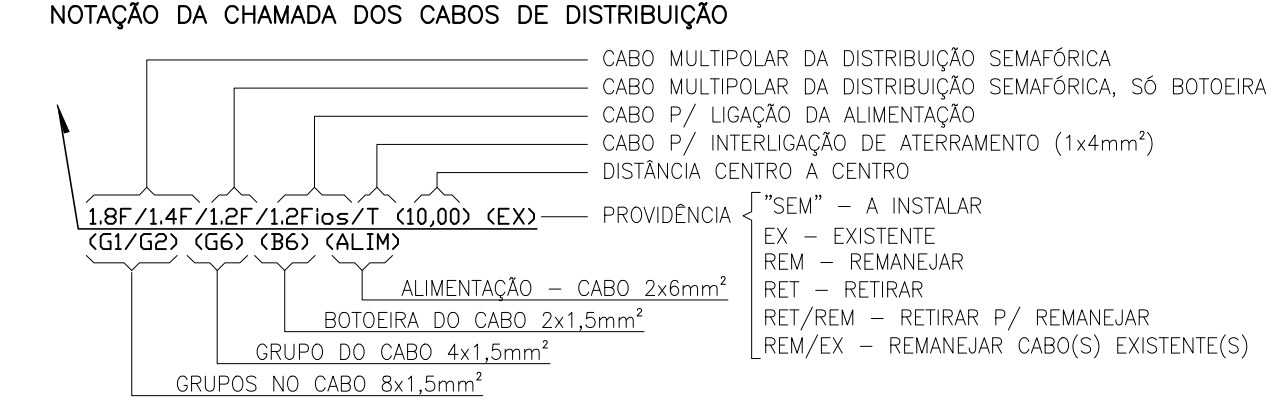 NOTAÇÃO DA CHAMADA DOS CABOS DE DISTRIBUIÇÃO
CABO MULTIPOLAR DA DISTRIBUIÇÃO SEMAFÓRICA
CABO MULTIPOLAR DA DISTRIBUIÇÃO SEMAFÓRICA, SÓ BOTOEIRA
CABO P/ LIGAÇÃO DA ALIMENTAÇÃO
CABO P/ INTERLIGAÇÃO DE ATERRAMENTO (1x4mm²)
DISTÂNCIA CENTRO A CENTRO
1.8F/1.4F/1.2F/1.2Fios/T (10,00) (EX)
PROVIDÊNCIA
(G1/G2) (G6) (B6) (ALIM)
"SEM" – A INSTALAR
EX – EXISTENTE
REM – REMANEJAR
RET – RETIRAR
RET/REM – RETIRAR P/ REMANEJAR
REM/EX – REMANEJAR CABO(S) EXISTENTE(S)
ALIMENTAÇÃO – CABO 2x6mm²
BOTOEIRA DO CABO 2x1,5mm²
GRUPO DO CABO 4x1,5mm²
GRUPOS NO CABO 8x1,5mm²